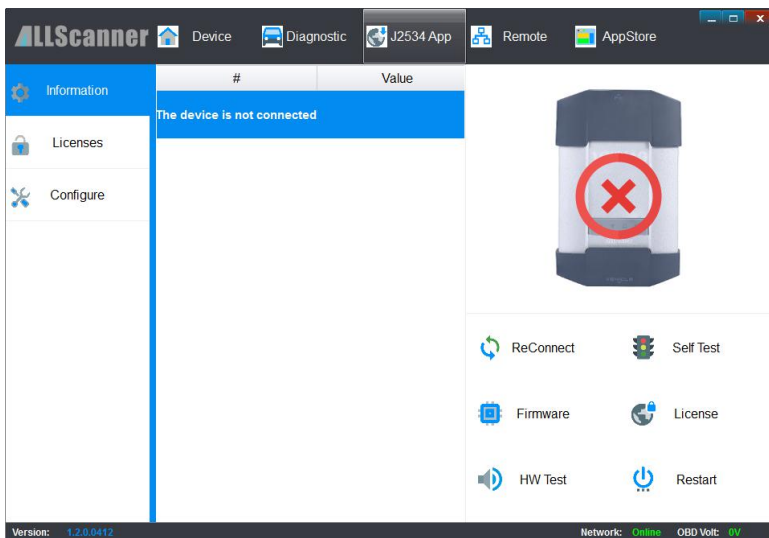 ALLScanner Device Diagnostic J2534 App Remote AppStore
# Value
Information
The device is not connected
Licenses
Configure
ReConnect Self Test
Firmware License
HW Test Restart
Version: 1.2.0.0412 Network: Online OBD Volt: 0V